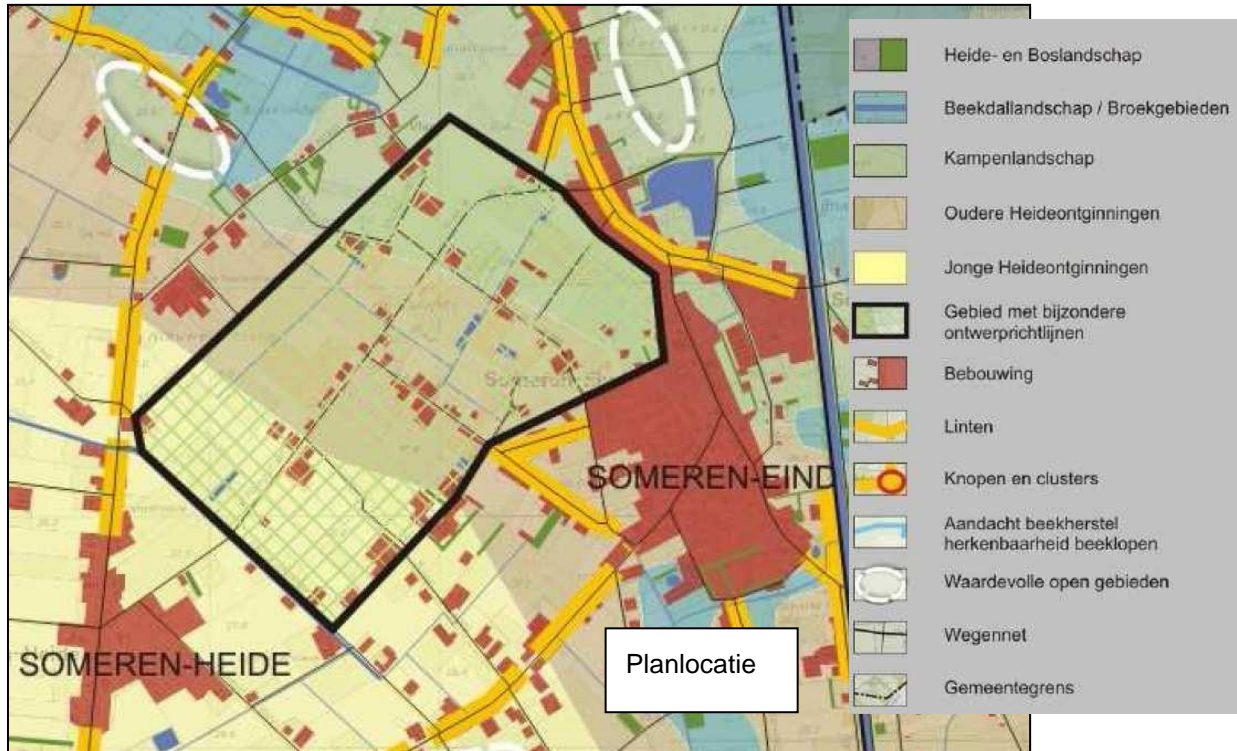 Heide- en Boslandschap
Beekdallandschap / Broekgebieden
Kampenlandschap
Oudere Heideontginningen
Jonge Heideontginningen
Gebied met bijzondere
ontwerprichtlijnen
Bebouwing
Linten
Knopen en clusters
Aandacht beekherstel
herkenbaarheid beeklopen
Waardevolle open gebieden
Wegennet
Gemeentegrens
SOMEREN-EIND
SOMEREN-HEIDE
Planlocatie